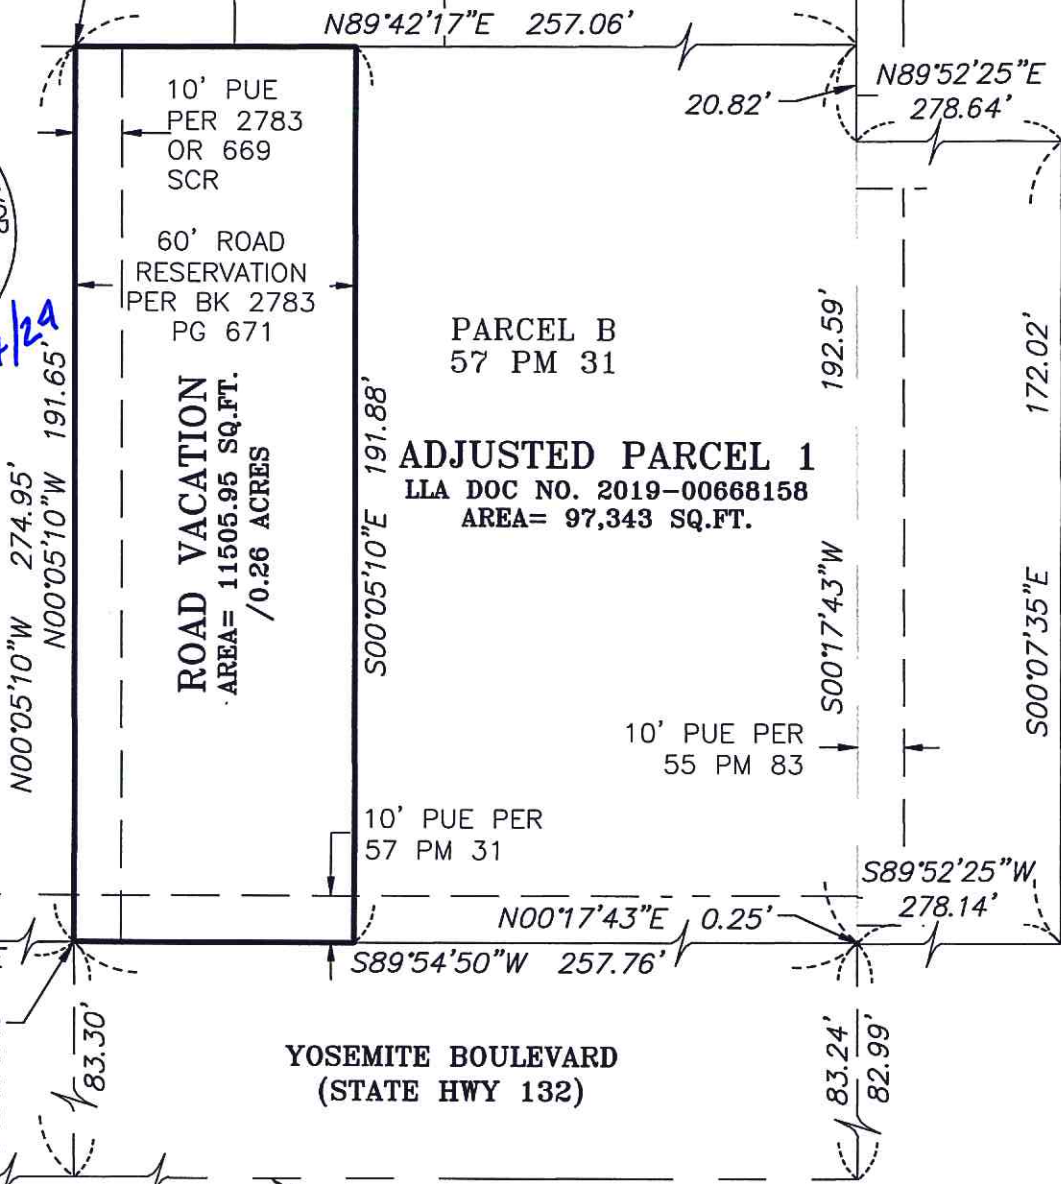 N89°42'17"E 257.06'
N89°52'25"E
278.64'
20.82'
10' PUE
PER 2783
OR 669
SCR
60' ROAD
RESERVATION
PER BK 2783
PG 671
PARCEL B
57 PM 31
ADJUSTED PARCEL 1
LLA DOC NO. 2019-00668158
AREA= 97,343 SQ.FT.
ROAD VACATION
AREA= 11505.95 SQ.FT.
/0.26 ACRES
N00°05'10"W 274.95'
N00°05'10"W 191.65'
S00°05'10"E 191.88'
S00°17'43"W 192.59'
S00°07'35"E 172.02'
10' PUE PER
55 PM 83
10' PUE PER
57 PM 31
S89°52'25"W
278.14'
N00°17'43"E 0.25'
S89°54'50"W 257.76'
83.30'
YOSEMITE BOULEVARD
(STATE HWY 132)
83.24'
82.99'